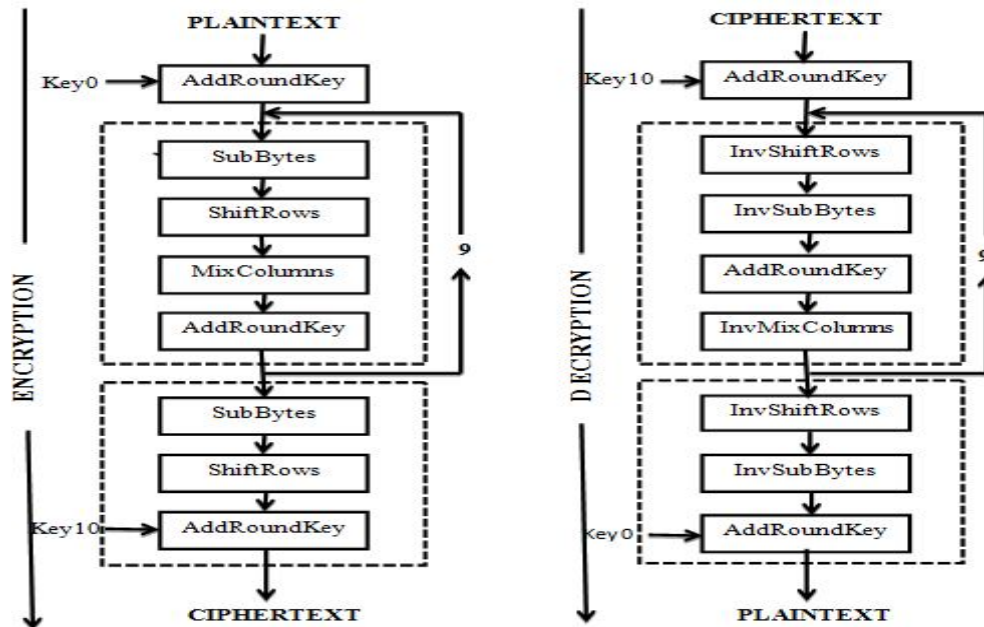 PLAINTEXT
Key0
AddRoundKey
SubBytes
ShiftRows
MixColumns
AddRoundKey
9
SubBytes
ShiftRows
Key10
AddRoundKey
CIPHERTEXT
ENCRYPTION
CIPHERTEXT
Key10
AddRoundKey
InvShiftRows
InvSubBytes
AddRoundKey
InvMixColumns
9
InvShiftRows
InvSubBytes
Key0
AddRoundKey
PLAINTEXT
DECRYPTION